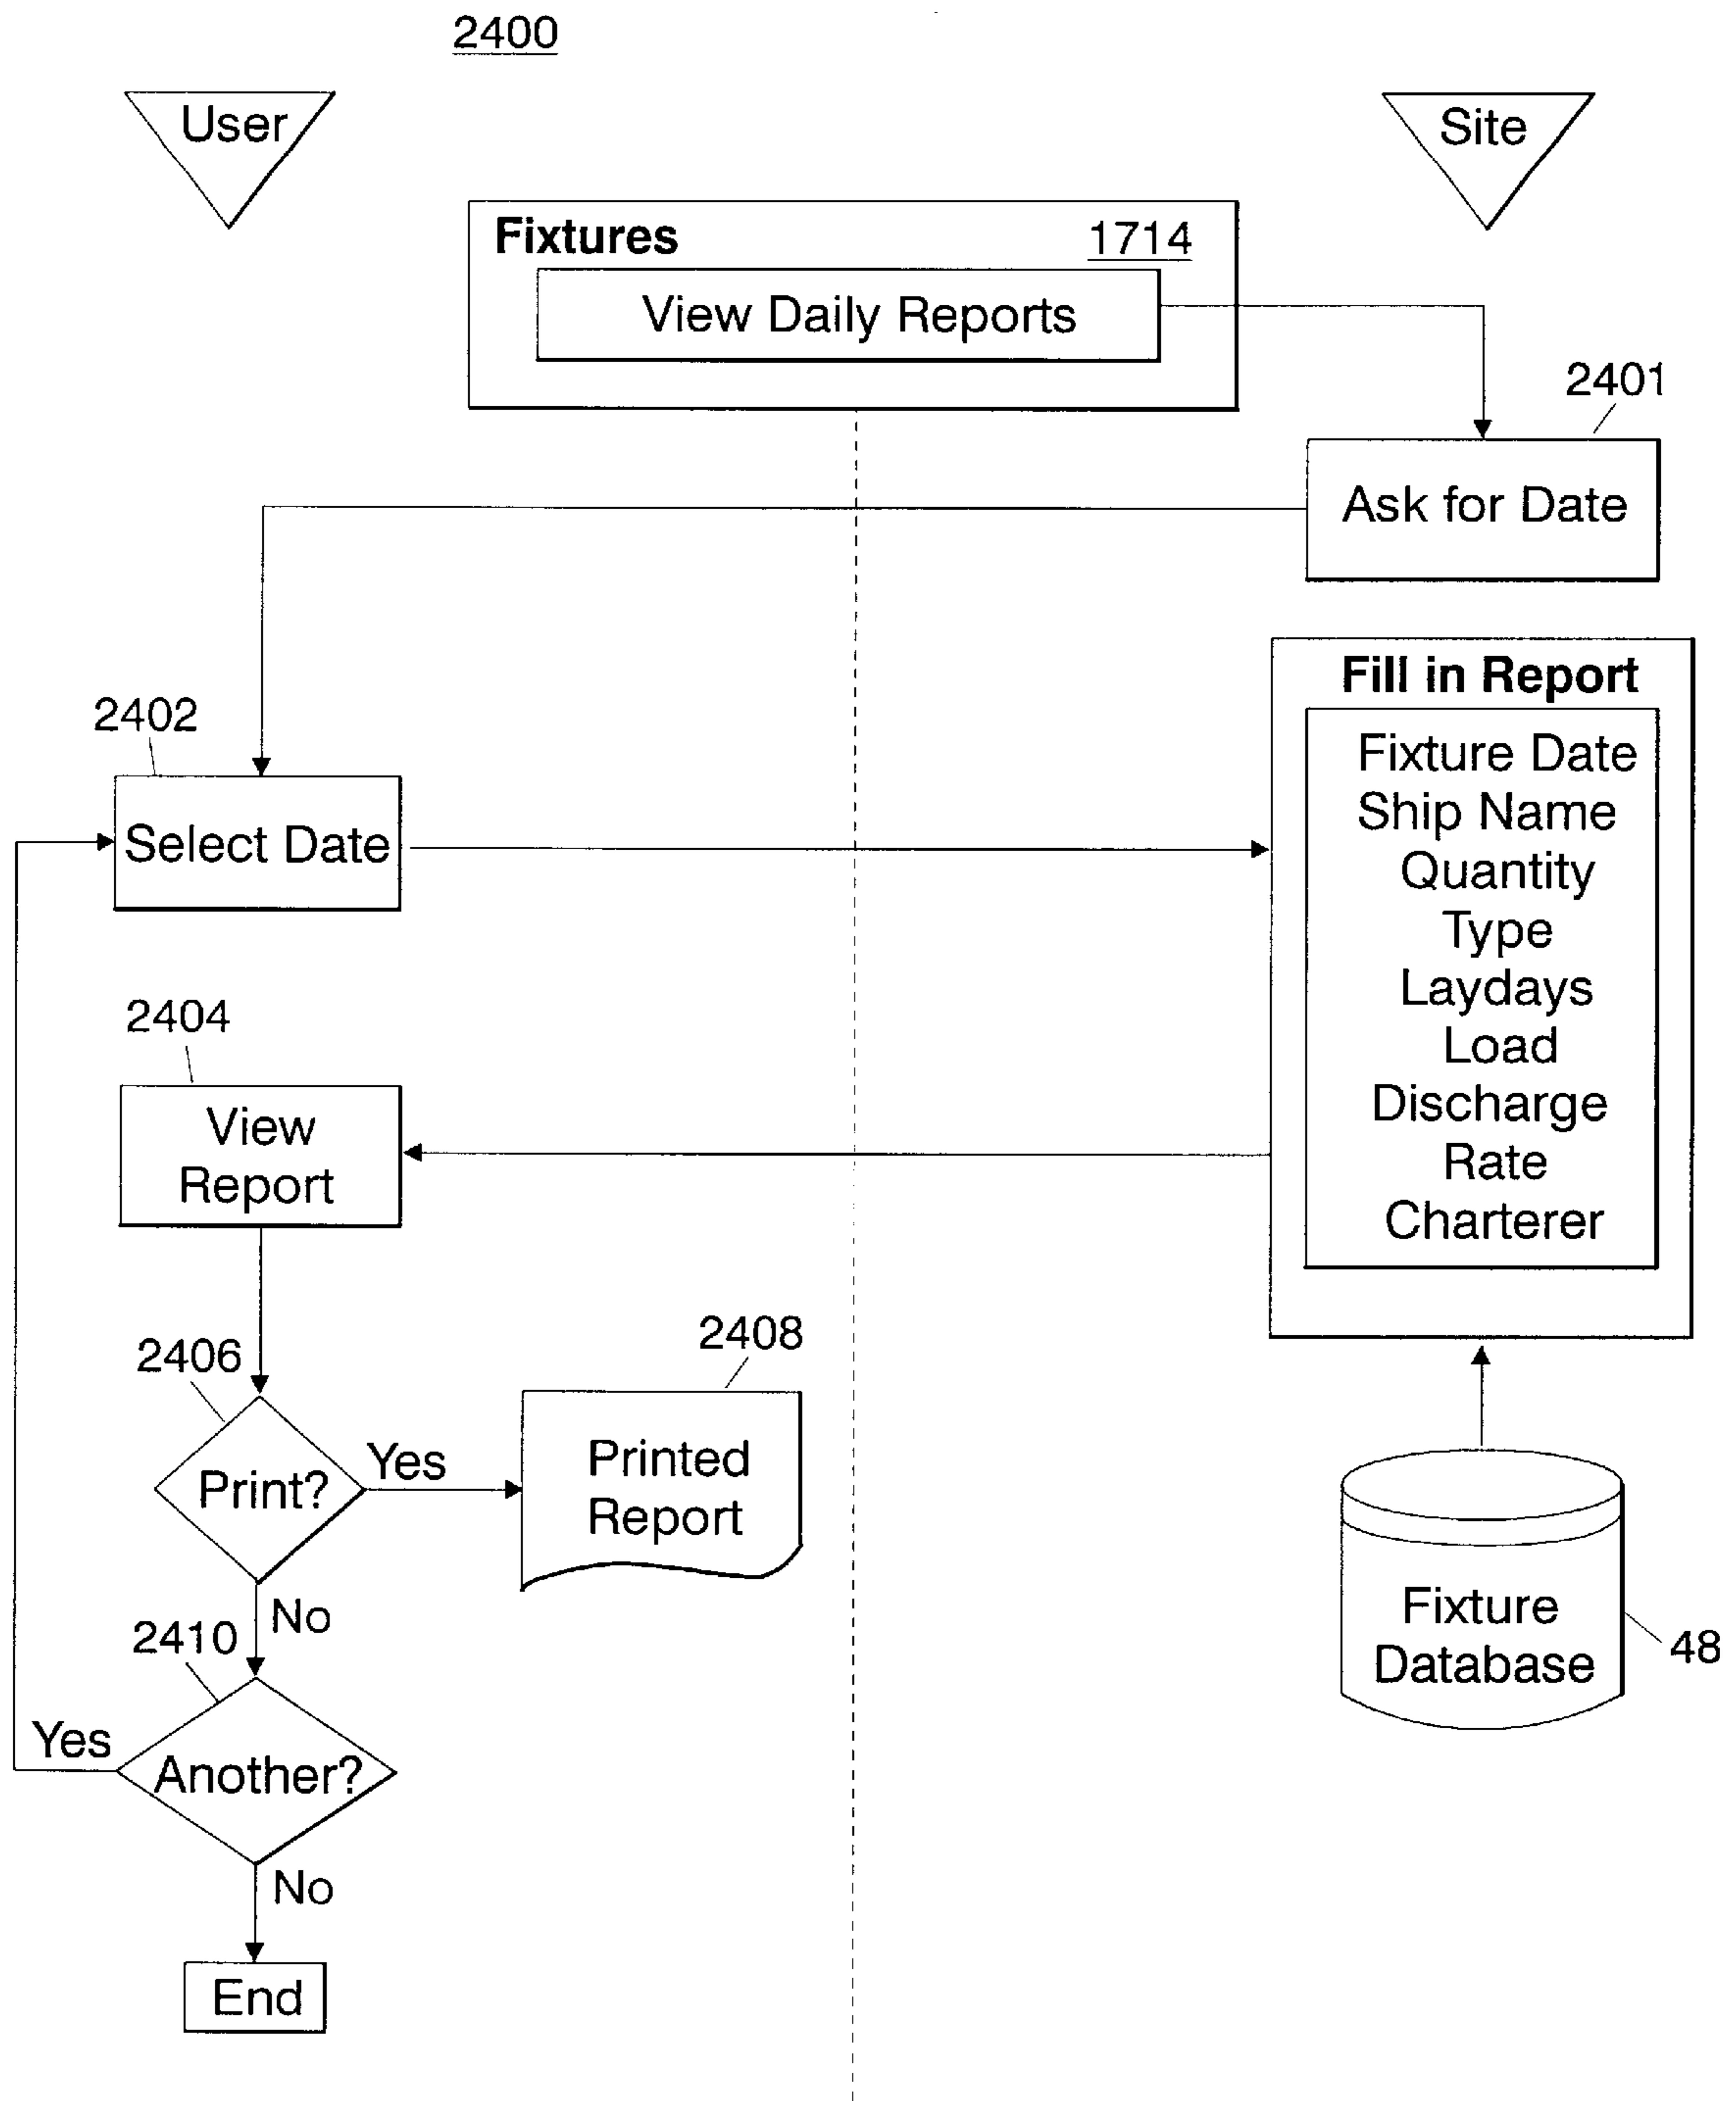 2400
User
Site
Fixtures
1714
View Daily Reports
2401
Ask for Date
Fill in Report
Fixture Date
Ship Name
Quantity
Type
Laydays
Load
Discharge
Rate
Charterer
2402
Select Date
2404
View
Report
2406
Print?
Yes
2408
Printed
Report
No
2410
Another?
Yes
No
End
Fixture
Database
48